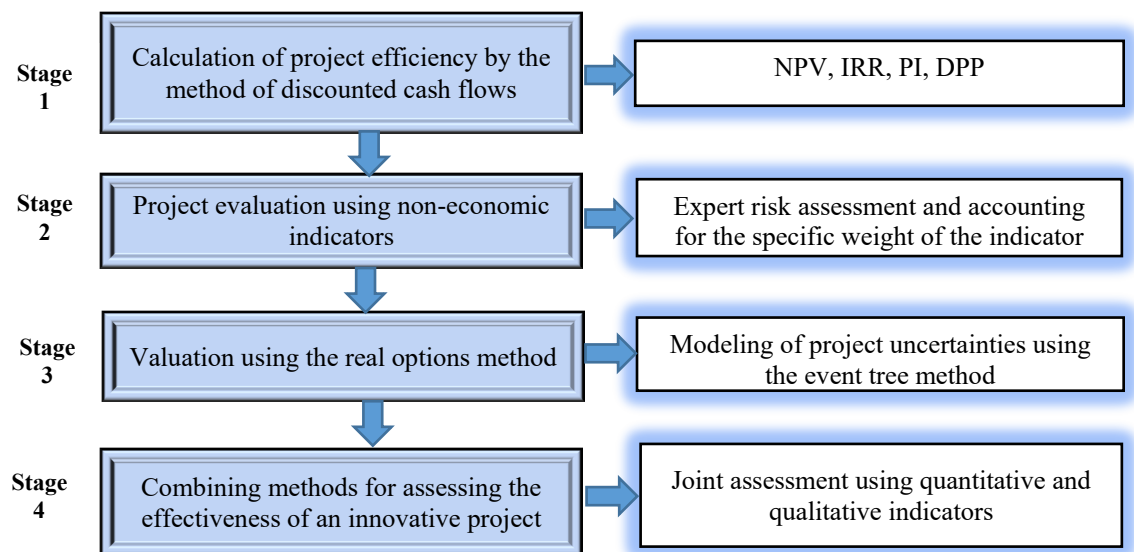 Stage
1
Calculation of project efficiency by the
method of discounted cash flows
NPV, IRR, PI, DPP
Stage
2
Project evaluation using non-economic
indicators
Expert risk assessment and accounting
for the specific weight of the indicator
Stage
3
Valuation using the real options method
Modeling of project uncertainties using
the event tree method
Stage
4
Combining methods for assessing the
effectiveness of an innovative project
Joint assessment using quantitative and
qualitative indicators